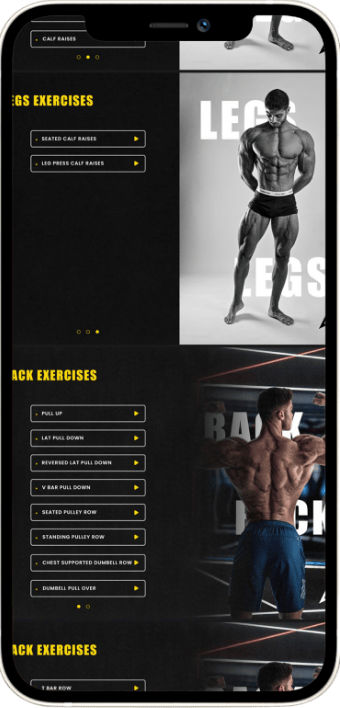 CALF RAISES
EGS EXERCISES
LEGS
SEATED CALF RAISES
LEG PRESS CALF RAISES
LEGS
ACK EXERCISES
PULL UP
BACK
LAT PULL DOWN
REVERSED LAT PULL DOWN
V BAR PULL DOWN
SEATED PULLEY ROW
STANDING PULLEY ROW
CHEST SUPPORTED DUMBELL ROW
DUMBELL PULL OVER
ACK EXERCISES
T BAR ROW